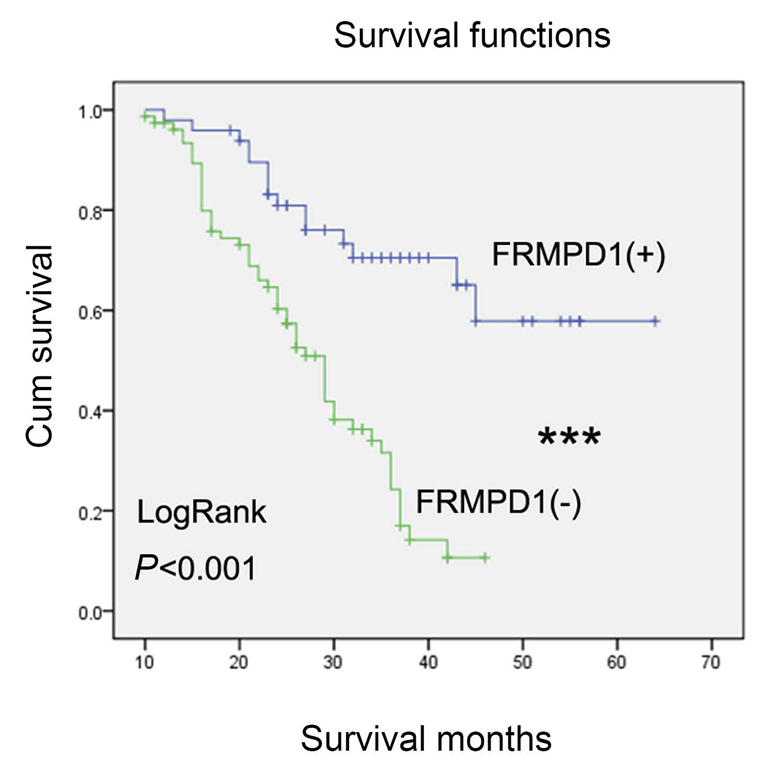 Survival functions
Cum survival
1.0
0.8
0.6
0.4
0.2
0.0
FRMPD1(+)
***
FRMPD1(-)
LogRank
P<0.001
10 20 30 40 50 60 70
Survival months